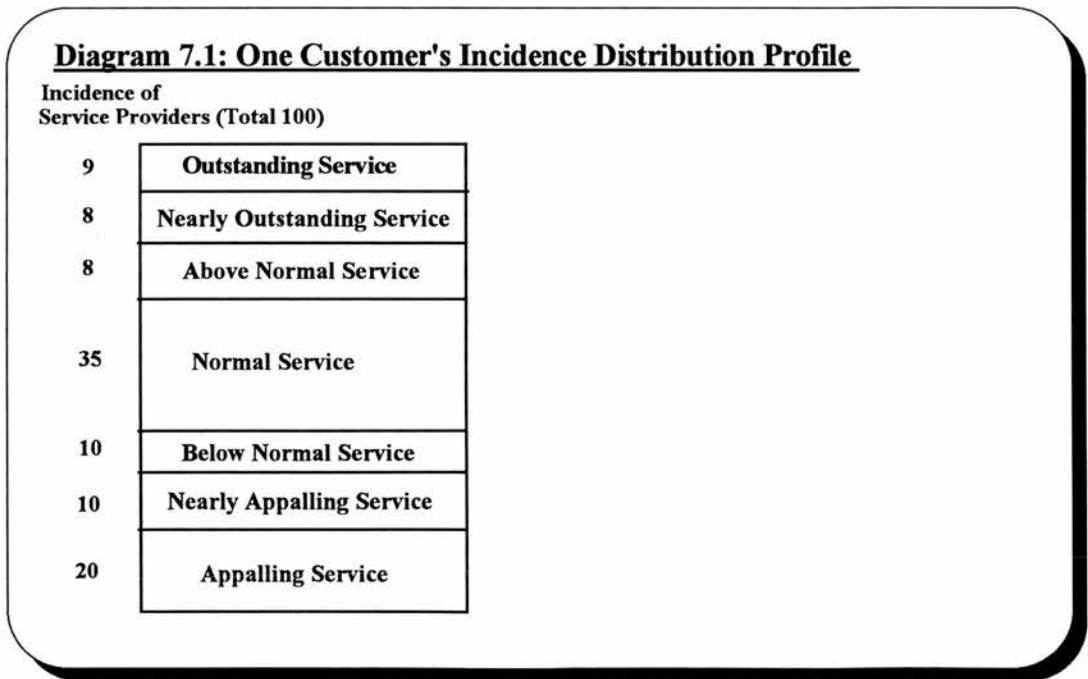 Diagram 7.1: One Customer's Incidence Distribution Profile
Incidence of
Service Providers (Total 100)
9 Outstanding Service
8 Nearly Outstanding Service
8 Above Normal Service
35 Normal Service
10 Below Normal Service
10 Nearly Appalling Service
20 Appalling Service